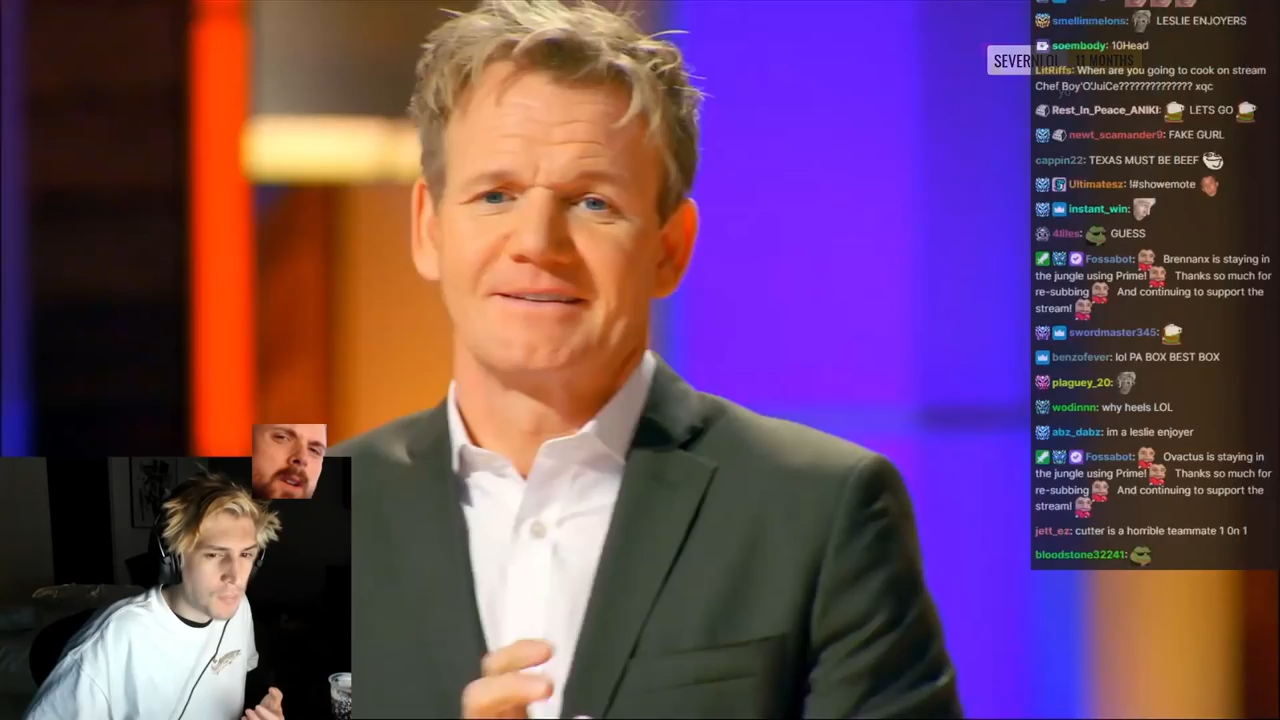 smellinmelons: LESLIE ENJOYERS
soembody: 10Head
SEVERNLOL 11 MONTHS
LitRiffs: When are you going to cook on stream
Chef Boy'O'JuiCe?????????????? xqc
Rest_In_Peace_ANIKI: LETS GO
newt_scamander9: FAKE GURL
cappin22: TEXAS MUST BE BEEF
Ultimatesz: !#showemote
instant_win:
4llles: GUESS
Fossabot: Brennanx is staying in
the jungle using Prime! Thanks so much for
re-subbing And continuing to support the
stream!
swordmaster345:
benzofever: lol PA BOX BEST BOX
plaguey_20:
wodinnn: why heels LOL
abz_dabz: im a leslie enjoyer
Fossabot: Ovactus is staying in
the jungle using Prime! Thanks so much for
re-subbing And continuing to support the
stream!
jett_ez: cutter is a horrible teammate 1 0n 1
bloodstone32241: